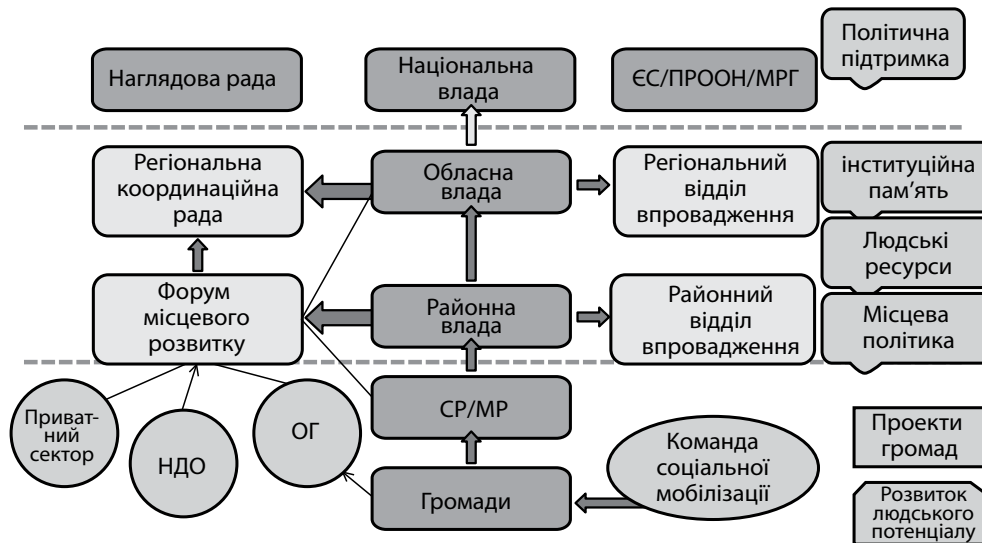 Політична
підтримка
Наглядова рада
Національна
влада
ЄС/ПРООН/МРГ
Регіональна
координаційна
рада
Обласна
влада
Регіональний
відділ
впровадження
інституційна
пам’ять
Людські
ресурси
Форум
місцевого
розвитку
Районна
влада
Районний
відділ
впровадження
Місцева
політика
Приват-
ний
сектор
НДО
ОГ
СР/МР
Команда
соціальної
мобілізації
Проекти
громад
Громади
Розвиток
людського
потенціалу